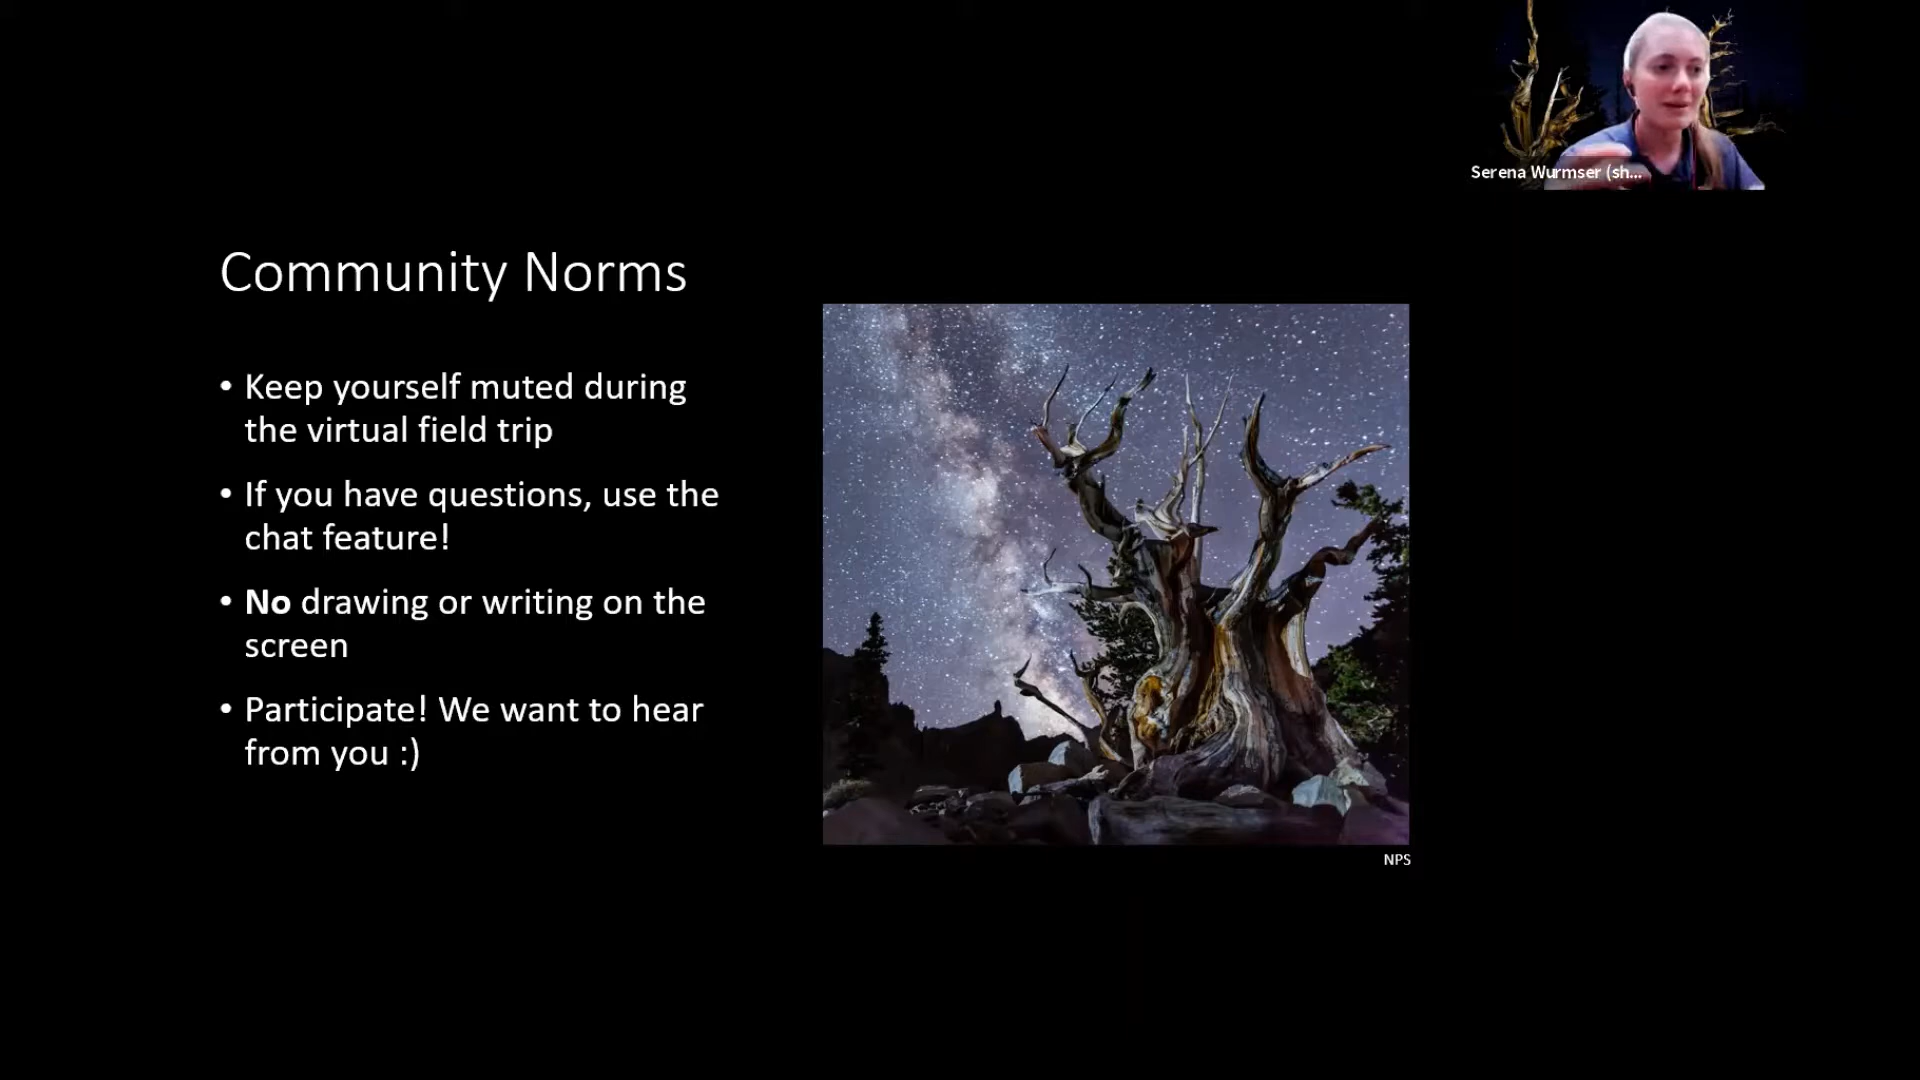 Serena Wurmser (sh...
Community Norms
• Keep yourself muted during
the virtual field trip
• If you have questions, use the
chat feature!
• No drawing or writing on the
screen
• Participate! We want to hear
from you :)
NPS